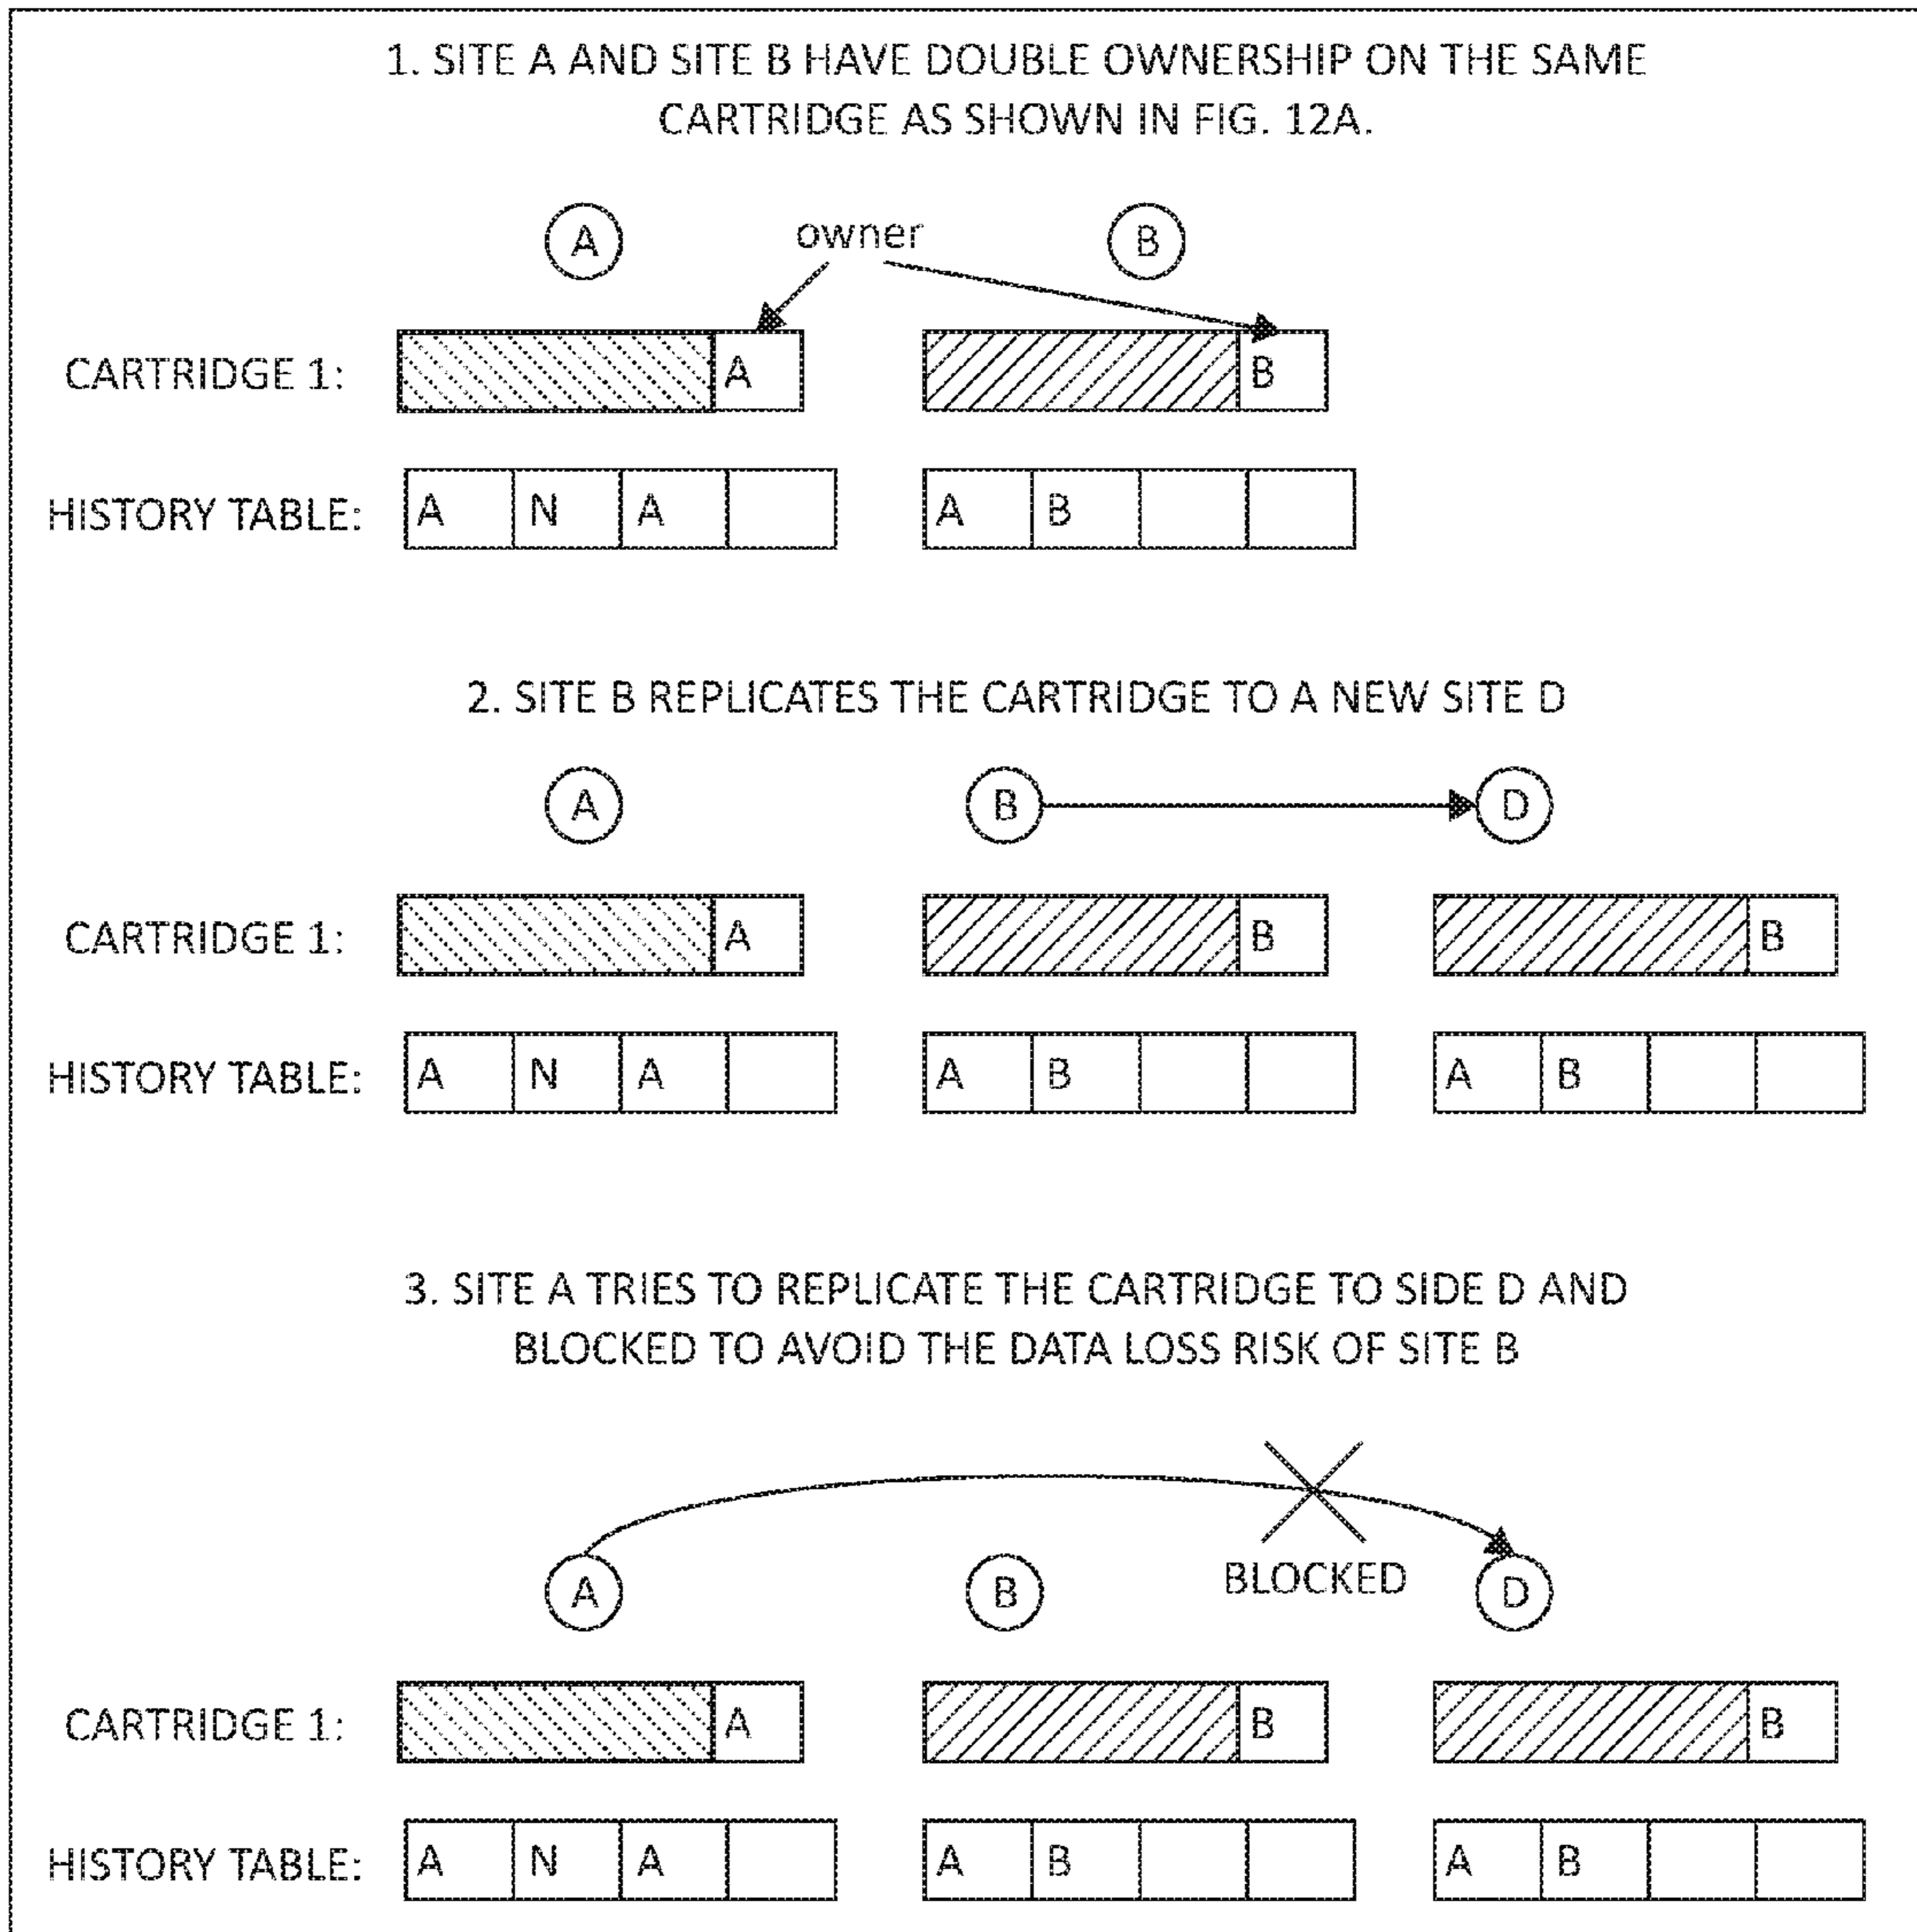 1. SITE A AND SITE B HAVE DOUBLE OWNERSHIP ON THE SAME
CARTRIDGE AS SHOWN IN FIG. 12A.
A owner B
CARTRIDGE 1: A B
HISTORY TABLE: A N A A B
2. SITE B REPLICATES THE CARTRIDGE TO A NEW SITE D
A B D
CARTRIDGE 1: A B B
HISTORY TABLE: A N A A B A B
3. SITE A TRIES TO REPLICATE THE CARTRIDGE TO SIDE D AND
BLOCKED TO AVOID THE DATA LOSS RISK OF SITE B
A B BLOCKED D
CARTRIDGE 1: A B B
HISTORY TABLE: A N A A B A B